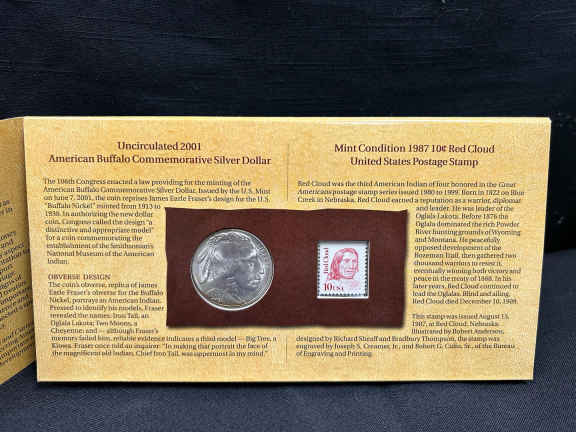 Uncirculated 2001
American Buffalo Commemorative Silver Dollar
The 106th Congress enacted a law providing for the minting of the
American Buffalo Commemorative Silver Dollar. Issued by the U.S. Mint
on June 7, 2001, the coin reprises James Earle Fraser's design for the U.S.
"Buffalo Nickel" minted from 1913 to
1938. In authorizing the new dollar
coin, Congress called the design "a
distinctive and appropriate model"
for a coin commemorating the
establishment of the Smithsonian's
National Museum of the American
Indian.
OBVERSE DESIGN
The coin's obverse, replica of James
Earle Fraser's obverse for the Buffalo
Nickel, portrays an American Indian.
Pressed to identify his models, Fraser
revealed the names: Iron Tail, an
Oglala Lakota; Two Moons, a
Cheyenne; and — although Fraser's
memory failed him, reliable evidence indicates a third model — Big Tree, a
Kiowa. Fraser once told an inquirer: "In making that portrait the face of
the magnificent old Indian, Chief Iron Tail, was uppermost in my mind."
Mint Condition 1987 10¢ Red Cloud
United States Postage Stamp
Red Cloud was the third American Indian of four honored in the Great
Americans postage stamp series issued 1980 to 1999. Born in 1822 on Blue
Creek in Nebraska, Red Cloud earned a reputation as a warrior, diplomat
and leader. He was leader of the
Oglala Lakota. Before 1876 the
Oglala dominated the rich Powder
River hunting grounds of Wyoming
and Montana. He peacefully
opposed development of the
Bozeman Trail, then gathered two
thousand warriors to resist it,
eventually winning both victory and
peace in the treaty of 1868. In his
later years, Red Cloud continued to
lead the Oglalas. Blind and ailing,
Red Cloud died December 10, 1909.
This stamp was issued August 15,
1987, at Red Cloud, Nebraska.
Illustrated by Robert Anderson,
designed by Richard Sheaff and Bradbury Thompson, the stamp was
engraved by Joseph S. Creamer, Jr., and Robert G. Culin, Sr., of the Bureau
of Engraving and Printing.
Red Cloud
10 USA